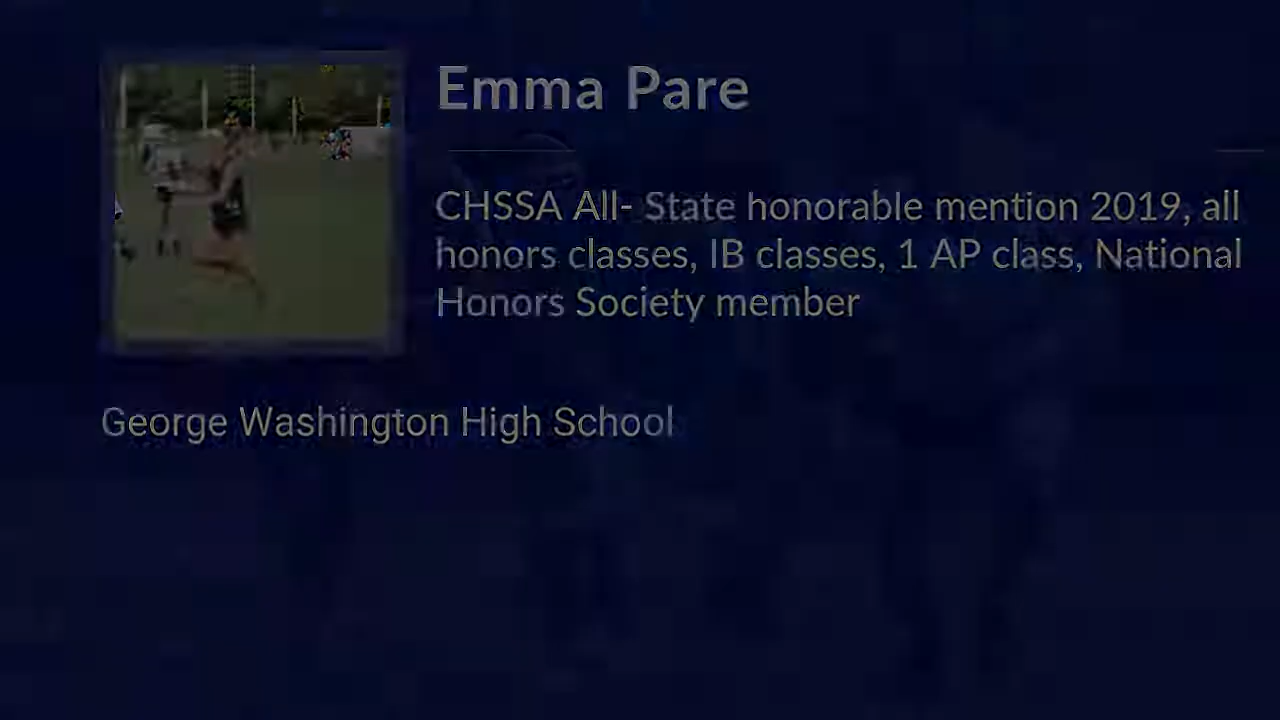 Emma Pare
CHSSA All- State honorable mention 2019, all
honors classes, IB classes, 1 AP class, National
Honors Society member
George Washington High School